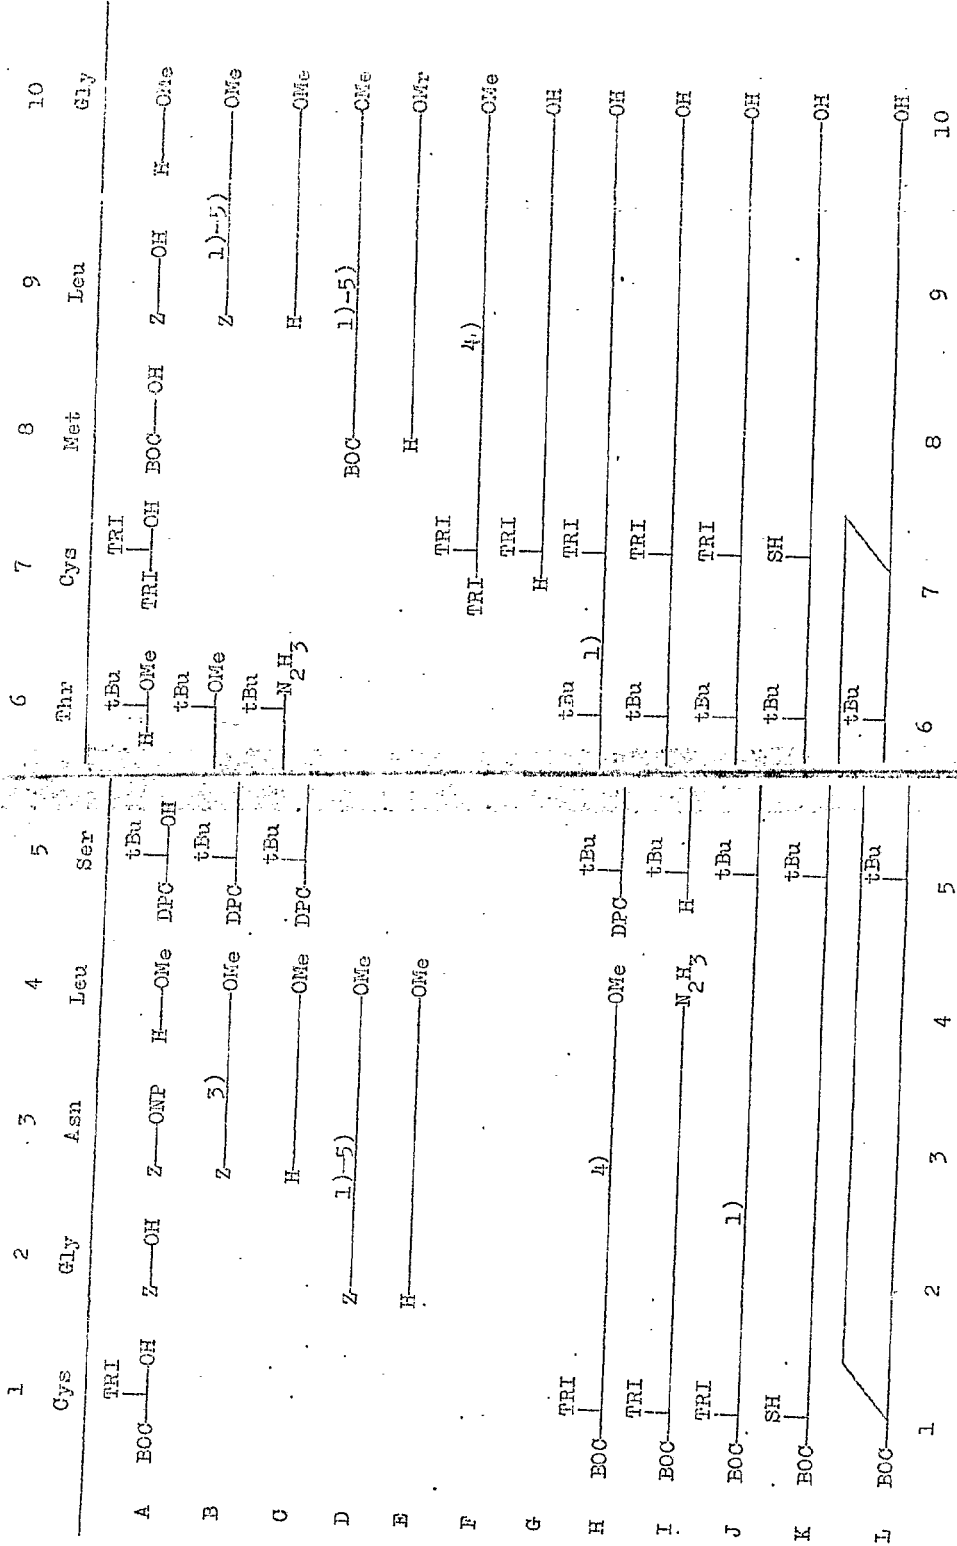 1 2 3 4 5 6 7 8 9 10
Cys Gly Asn Leu Ser Thr Cys Met Leu Gly
TRI tBu tBu TRI
A BOC OH Z OH Z ONP H OMe DPC OH H OMe TRI OH BOC OH Z OH H OMe
tBu tBu
B Z 3) OMe DPC OMe Z 1)-5) OMe
tBu tBu
C H OMe DPC N2H3 H OMe
D Z 1)-5) OMe BOC 1)-5) OMe
E H OMe H OMr
TRI
F TRI 4) OMe
TRI
G H OH
TRI tBu tBu TRI
H BOC 4) OMe DPC 1) OH
TRI tBu tBu TRI
I BOC N2H3 H OH
TRI tBu tBu TRI
J BOC 1) OH
SH tBu tBu SH
K BOC OH
tBu tBu
L BOC OH
1 2 3 4 5 6 7 8 9 10